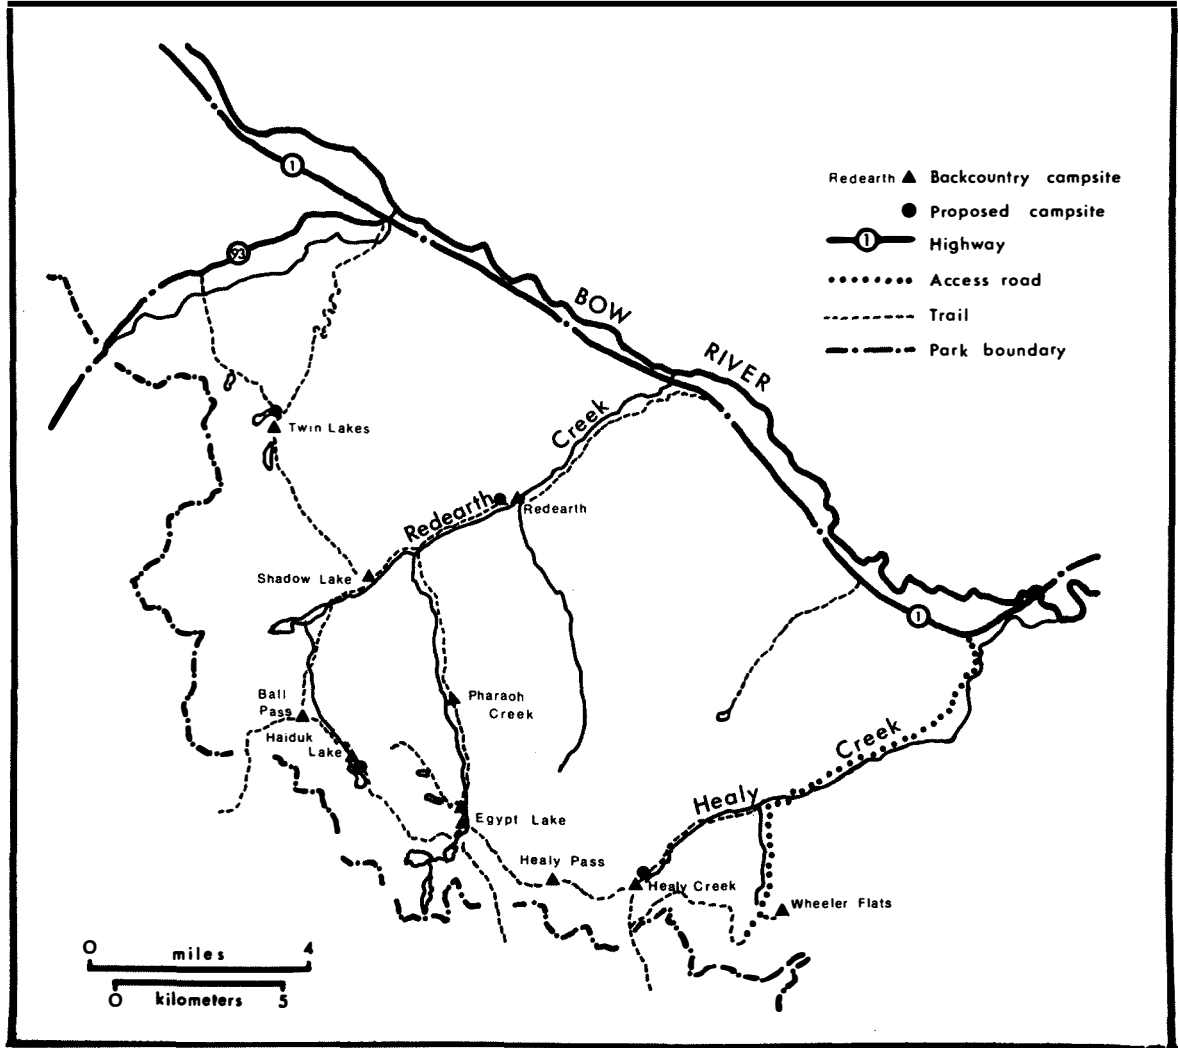 1
93
Redearth
Backcountry campsite
Proposed campsite
1
Highway
Access road
Trail
Park boundary
BOW
RIVER
Creek
Redearth
Twin Lakes
Redearth
Shadow Lake
1
Ball
Pass
Haiduk
Lake
Pharaoh
Creek
Creek
Healy
Egypt Lake
Healy Pass
Healy Creek
Wheeler Flats
0 miles 4
0 kilometers 5